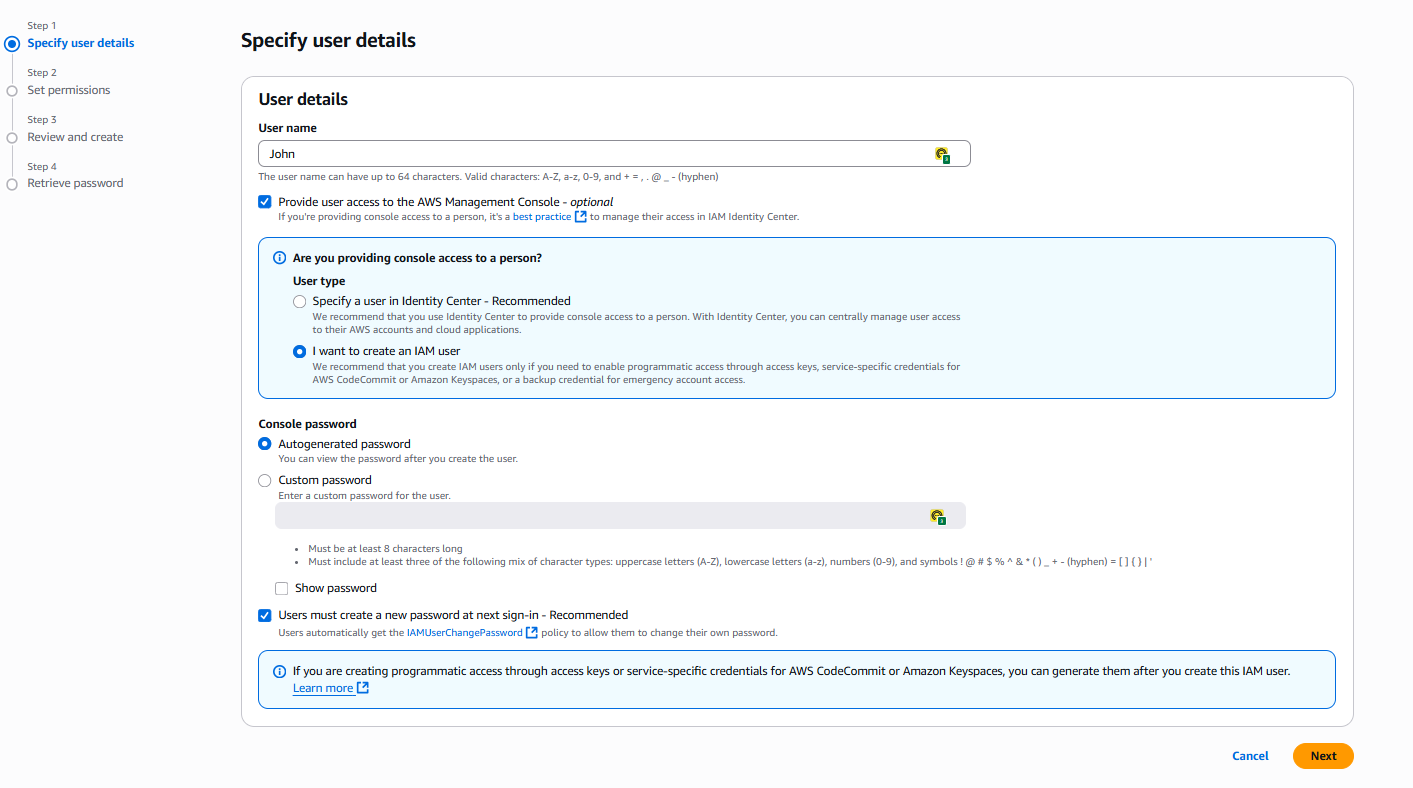 Step 1
Specify user details
Step 2
Set permissions
Step 3
Review and create
Step 4
Retrieve password
Specify user details
User details
User name
John
The user name can have up to 64 characters. Valid characters: A-Z, a-z, 0-9, and + = , . @ _ - (hyphen)
Provide user access to the AWS Management Console - optional
If you're providing console access to a person, it's a best practice to manage their access in IAM Identity Center.
Are you providing console access to a person?
User type
Specify a user in Identity Center - Recommended
We recommend that you use Identity Center to provide console access to a person. With Identity Center, you can centrally manage user access
to their AWS accounts and cloud applications.
I want to create an IAM user
We recommend that you create IAM users only if you need to enable programmatic access through access keys, service-specific credentials for
AWS CodeCommit or Amazon Keyspaces, or a backup credential for emergency account access.
Console password
Autogenerated password
You can view the password after you create the user.
Custom password
Enter a custom password for the user.
• Must be at least 8 characters long
• Must include at least three of the following mix of character types: uppercase letters (A-Z), lowercase letters (a-z), numbers (0-9), and symbols ! @ # $ % ^ & * ( ) _ + - (hyphen) = [ ] { } | '
Show password
Users must create a new password at next sign-in - Recommended
Users automatically get the IAMUserChangePassword policy to allow them to change their own password.
If you are creating programmatic access through access keys or service-specific credentials for AWS CodeCommit or Amazon Keyspaces, you can generate them after you create this IAM user.
Learn more
Cancel
Next